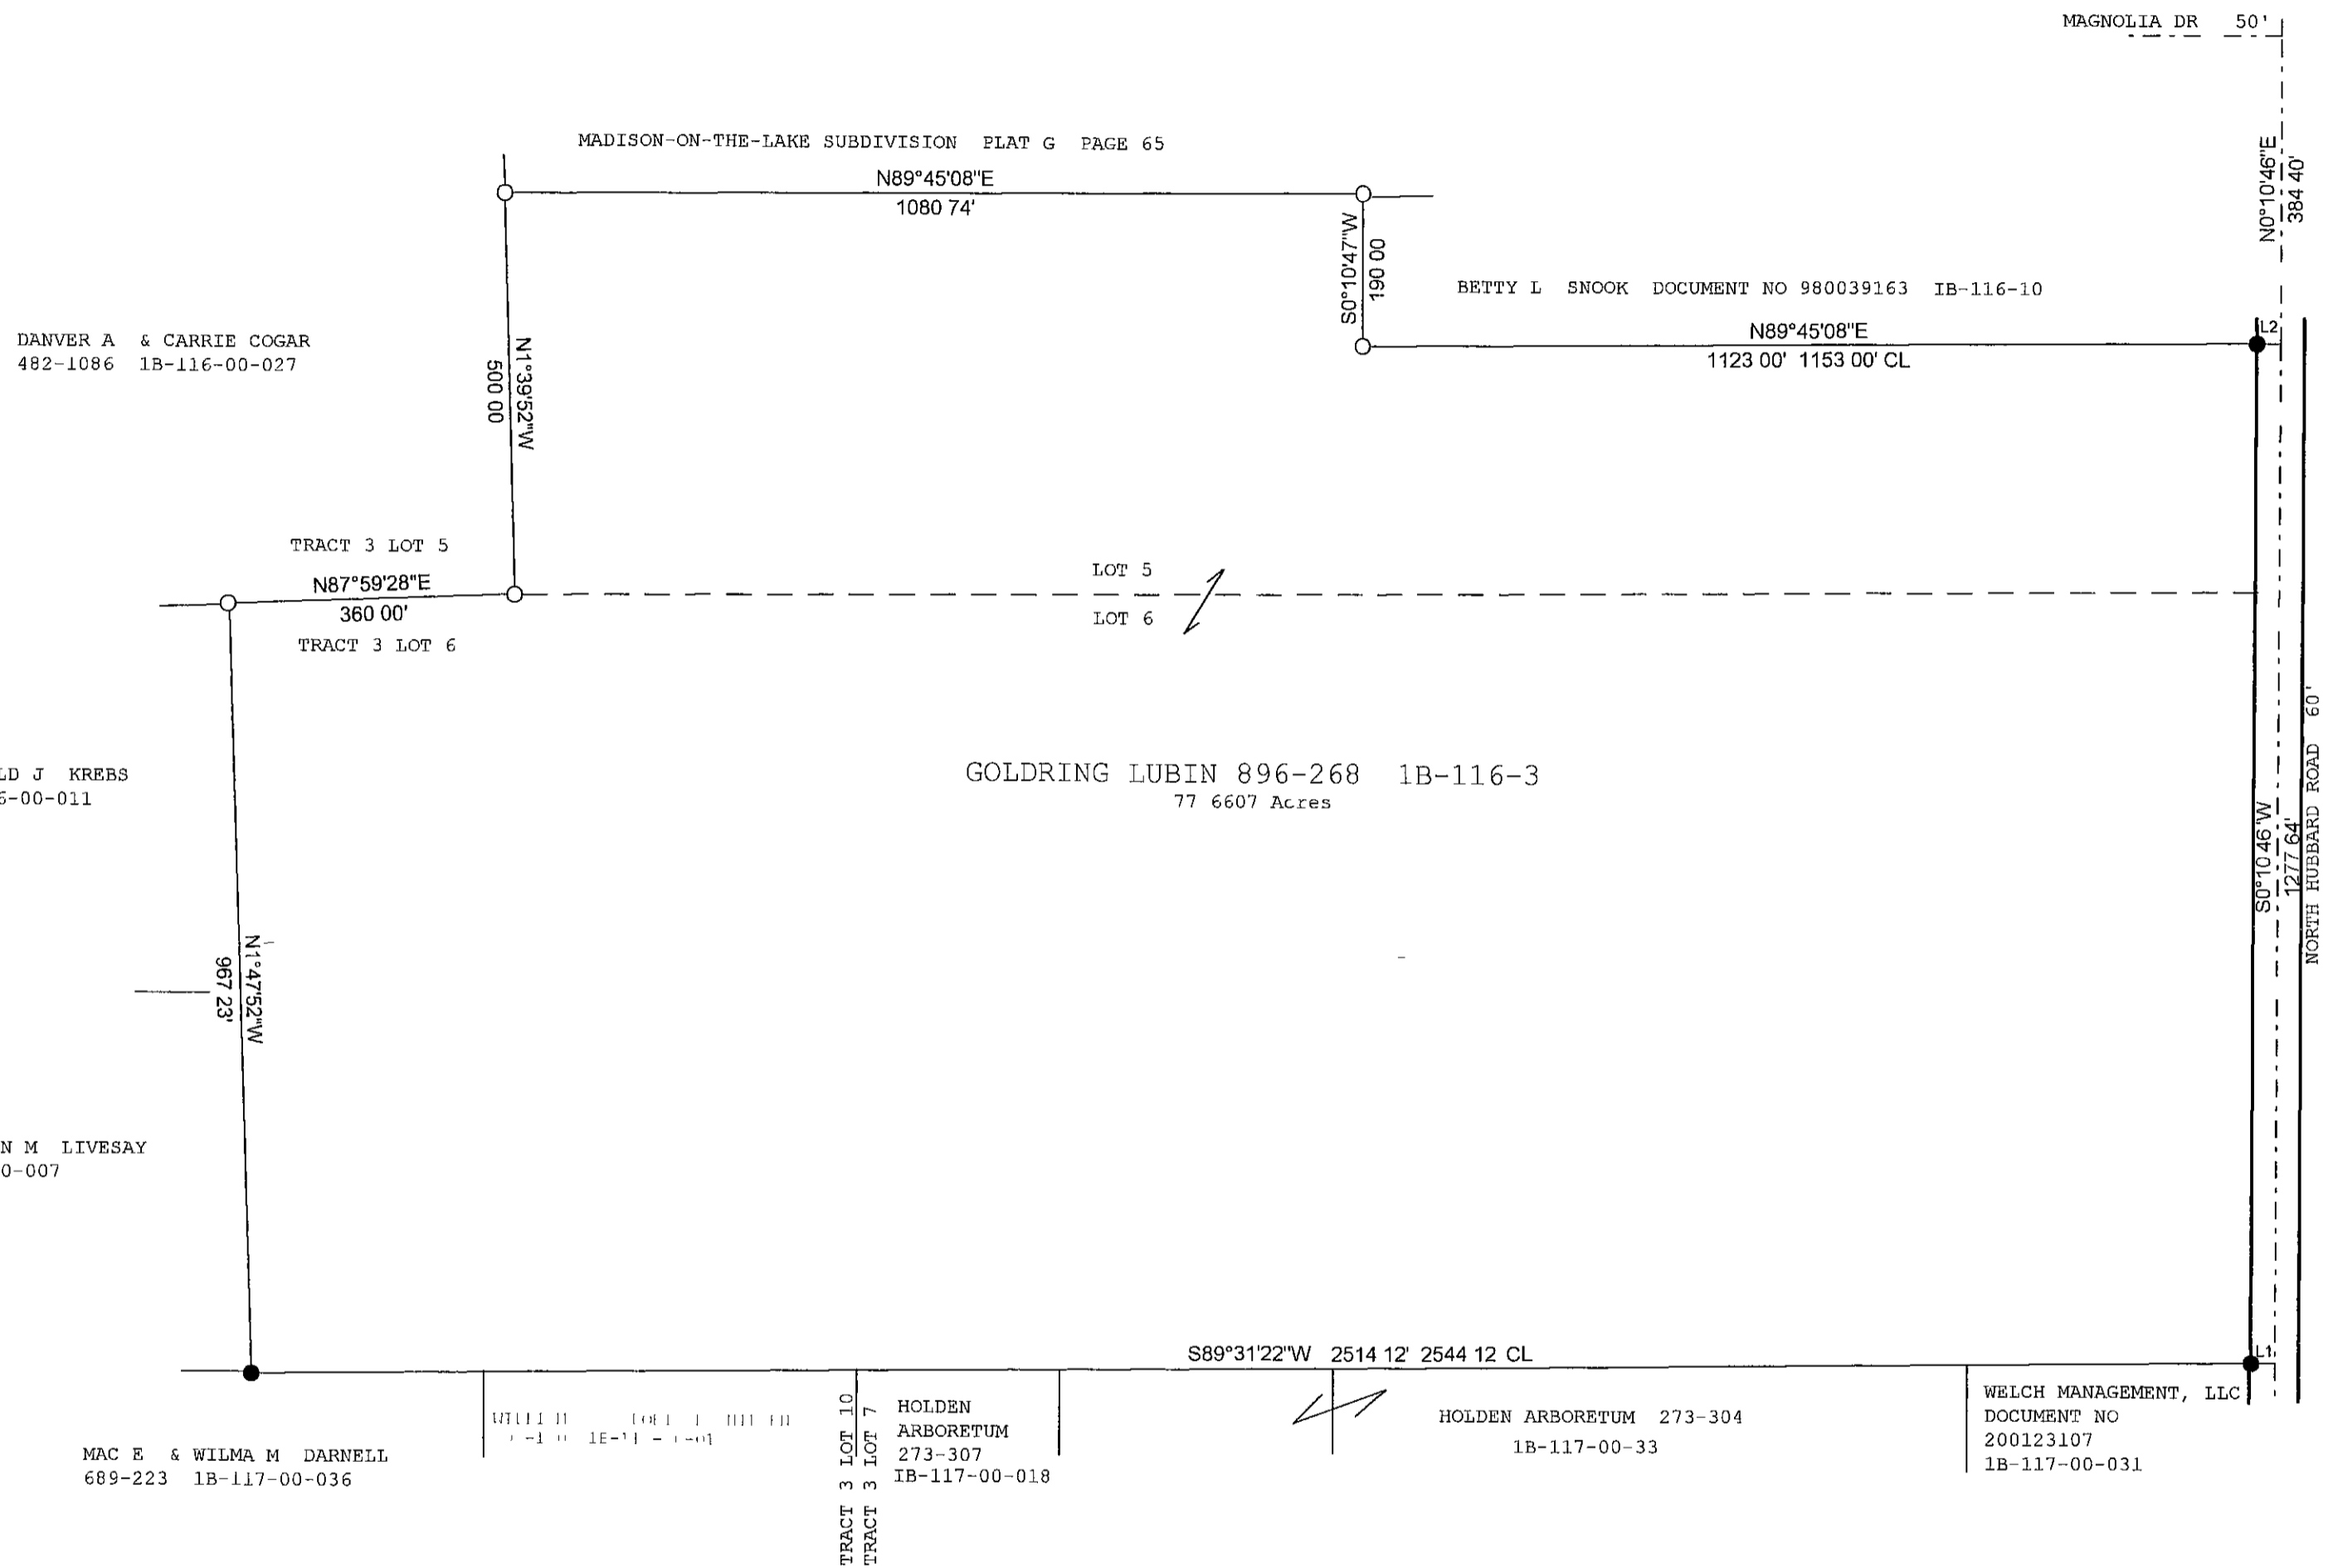 MAGNOLIA DR 50'
MADISON-ON-THE-LAKE SUBDIVISION PLAT G PAGE 65
N89°45'08"E
1080 74'
N0°10'46"E
384 40'
S0°10'47"W
190 00
BETTY L SNOOK DOCUMENT NO 980039163 IB-116-10
N89°45'08"E
1123 00' 1153 00' CL
L2
DANVER A & CARRIE COGAR
482-1086 1B-116-00-027
N1°39'52"W
500 00
TRACT 3 LOT 5
N87°59'28"E
360 00'
TRACT 3 LOT 6
LOT 5
LOT 6
LD J KREBS
6-00-011
GOLDRING LUBIN 896-268 1B-116-3
77 6607 Acres
S0°10 46"W
1277 64'
NORTH HUBBARD ROAD 60'
N1°47'52"W
967 23'
N M LIVESAY
0-007
S89°31'22"W 2514 12' 2544 12 CL
L1
MAC E & WILMA M DARNELL
689-223 1B-117-00-036
TRACT 3 LOT 10
TRACT 3 LOT 7
HOLDEN
ARBORETUM
273-307
IB-117-00-018
HOLDEN ARBORETUM 273-304
1B-117-00-33
WELCH MANAGEMENT, LLC
DOCUMENT NO
200123107
1B-117-00-031